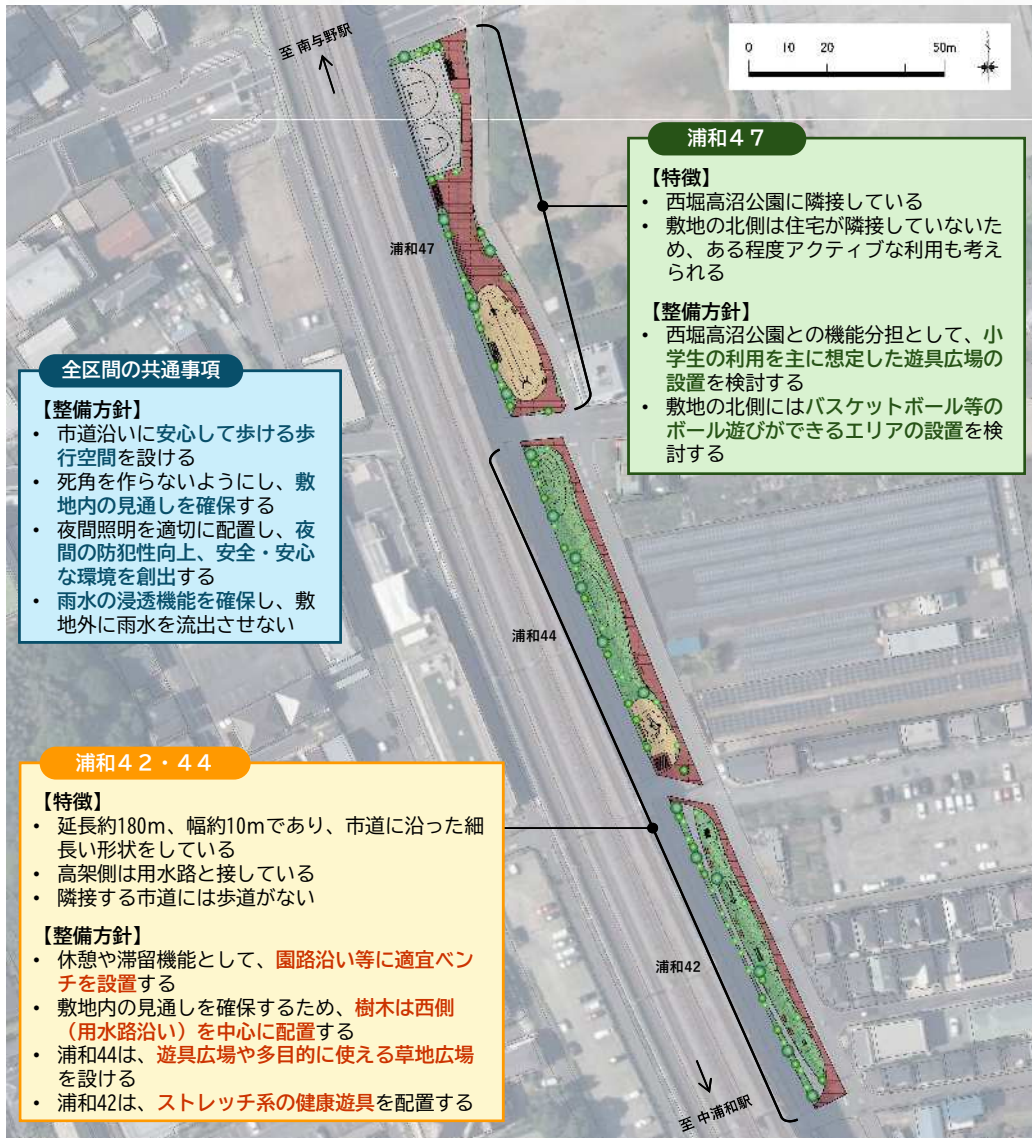 至 南与野駅
0 10 20 50m
浦和47
【特徴】
• 西堀高沼公園に隣接している
• 敷地の北側は住宅が隣接していないた
め、ある程度アクティブな利用も考え
られる
【整備方針】
• 西堀高沼公園との機能分担として、小
学生の利用を主に想定した遊具広場の
設置を検討する
• 敷地の北側にはバスケットボール等の
ボール遊びができるエリアの設置を検
討する
浦和47
全区間の共通事項
【整備方針】
• 市道沿いに安心して歩ける歩
行空間を設ける
• 死角を作らないようにし、敷
地内の見通しを確保する
• 夜間照明を適切に配置し、夜
間の防犯性向上、安全・安心
な環境を創出する
• 雨水の浸透機能を確保し、敷
地外に雨水を流出させない
浦和44
浦和42・44
【特徴】
• 延長約180m、幅約10mであり、市道に沿った細
長い形状をしている
• 高架側は用水路と接している
• 隣接する市道には歩道がない
【整備方針】
• 休憩や滞留機能として、園路沿い等に適宜ベン
チを設置する
• 敷地内の見通しを確保するため、樹木は西側
（用水路沿い）を中心に配置する
• 浦和44は、遊具広場や多目的に使える草地広場
を設ける
• 浦和42は、ストレッチ系の健康遊具を配置する
浦和42
至 中浦和駅